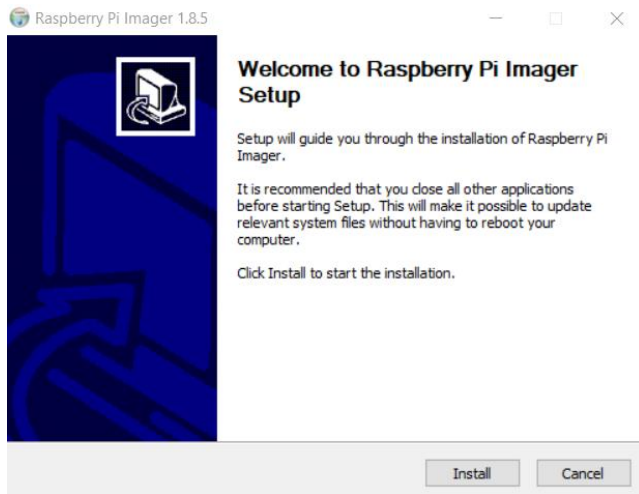 Raspberry Pi Imager 1.8.5
Welcome to Raspberry Pi Imager
Setup
Setup will guide you through the installation of Raspberry Pi
Imager.
It is recommended that you close all other applications
before starting Setup. This will make it possible to update
relevant system files without having to reboot your
computer.
Click Install to start the installation.
Install
Cancel